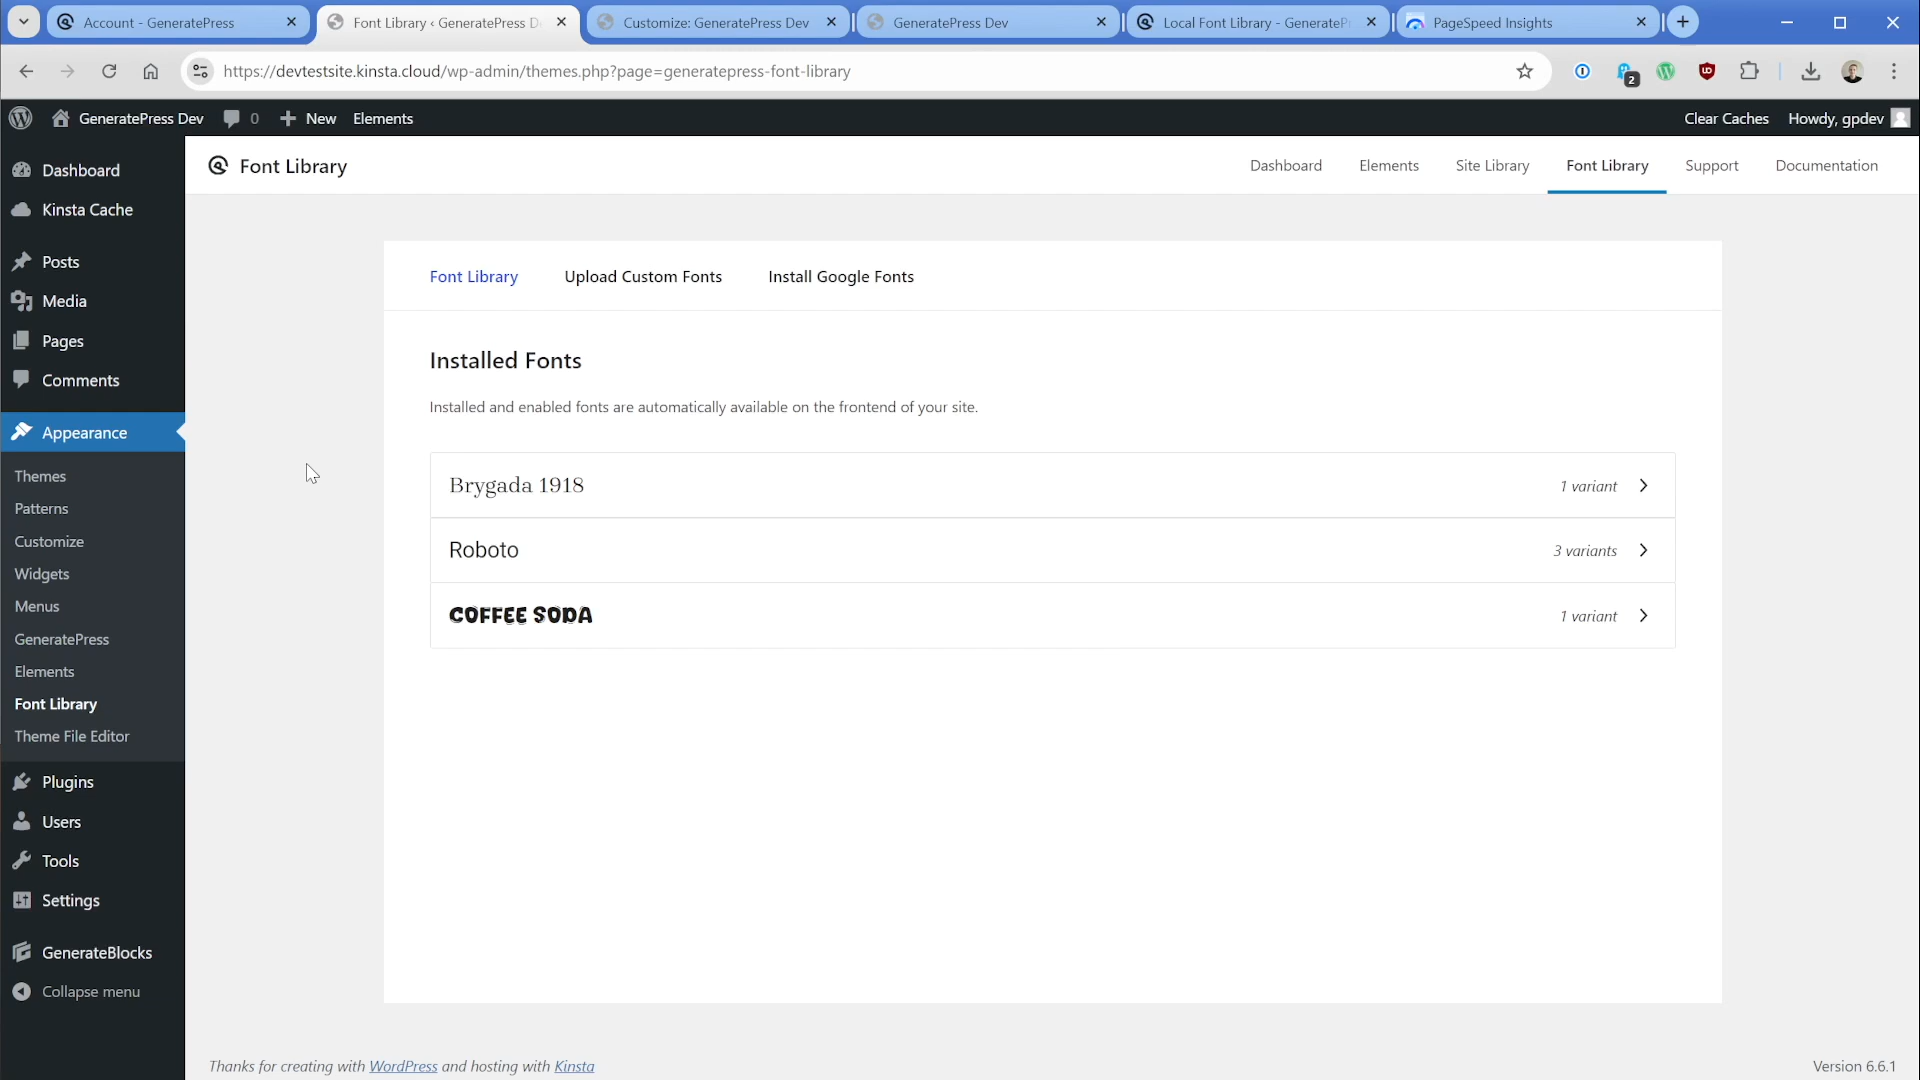 Account - GeneratePress
Font Library ‹ GeneratePress D
Customize: GeneratePress Dev
GeneratePress Dev
Local Font Library - GenerateP
PageSpeed Insights
https://devtestsite.kinsta.cloud/wp-admin/themes.php?page=generatepress-font-library
2
GeneratePress Dev
0
New
Elements
Clear Caches
Howdy, gpdev
Dashboard
Kinsta Cache
Posts
Media
Pages
Comments
Appearance
Themes
Patterns
Customize
Widgets
Menus
GeneratePress
Elements
Font Library
Theme File Editor
Plugins
Users
Tools
Settings
GenerateBlocks
Collapse menu
Font Library
Dashboard
Elements
Site Library
Font Library
Support
Documentation
Font Library
Upload Custom Fonts
Install Google Fonts
Installed Fonts
Installed and enabled fonts are automatically available on the frontend of your site.
Brygada 1918
1 variant
Roboto
3 variants
COFFEE SODA
1 variant
Thanks for creating with WordPress and hosting with Kinsta
Version 6.6.1